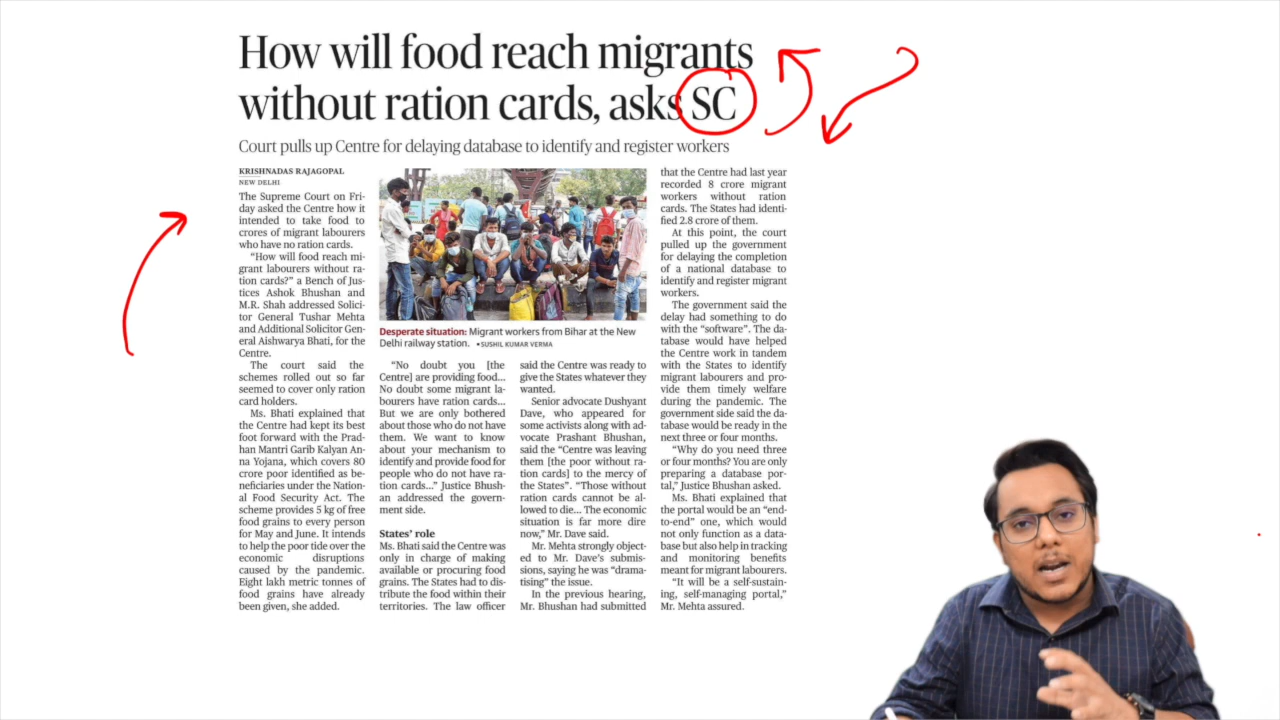 How will food reach migrants
without ration cards, asks SC
Court pulls up Centre for delaying database to identify and register workers
KRISHNADAS RAJAGOPAL
NEW DELHI
The Supreme Court on Fri-
day asked the Centre how it
intended to take food to
crores of migrant labourers
who have no ration cards.
“How will food reach mi-
grant labourers without ra-
tion cards?” a Bench of Jus-
tices Ashok Bhushan and
M.R. Shah addressed Solici-
tor General Tushar Mehta
and Additional Solicitor Gen-
eral Aishwarya Bhati, for the
Centre.
The court said the
schemes rolled out so far
seemed to cover only ration
card holders.
Ms. Bhati explained that
the Centre had kept its best
foot forward with the Prad-
han Mantri Garib Kalyan An-
na Yojana, which covers 80
crore poor identified as be-
neficiaries under the Nation-
al Food Security Act. The
scheme provides 5 kg of free
food grains to every person
for May and June. It intends
to help the poor tide over the
economic disruptions
caused by the pandemic.
Eight lakh metric tonnes of
food grains have already
been given, she added.
Desperate situation: Migrant workers from Bihar at the New
Delhi railway station. • SUSHIL KUMAR VERMA
“No doubt you [the
Centre] are providing food...
No doubt some migrant la-
bourers have ration cards...
But we are only bothered
about those who do not have
them. We want to know
about your mechanism to
identify and provide food for
people who do not have ra-
tion cards...” Justice Bhush-
an addressed the govern-
ment side.
States’ role
Ms. Bhati said the Centre was
only in charge of making
available or procuring food
grains. The States had to dis-
tribute the food within their
territories. The law officer
said the Centre was ready to
give the States whatever they
wanted.
Senior advocate Dushyant
Dave, who appeared for
some activists along with ad-
vocate Prashant Bhushan,
said the “Centre was leaving
them [the poor without ra-
tion cards] to the mercy of
the States”. “Those without
ration cards cannot be al-
lowed to die... The economic
situation is far more dire
now,” Mr. Dave said.
Mr. Mehta strongly object-
ed to Mr. Dave’s submis-
sions, saying he was “drama-
tising” the issue.
In the previous hearing,
Mr. Bhushan had submitted
that the Centre had last year
recorded 8 crore migrant
workers without ration
cards. The States had identi-
fied 2.8 crore of them.
At this point, the court
pulled up the government
for delaying the completion
of a national database to
identify and register migrant
workers.
The government said the
delay had something to do
with the “software”. The da-
tabase would have helped
the Centre work in tandem
with the States to identify
migrant labourers and pro-
vide them timely welfare
during the pandemic. The
government side said the da-
tabase would be ready in the
next three or four months.
“Why do you need three
or four months? You are only
preparing a database por-
tal,” Justice Bhushan asked.
Ms. Bhati explained that
the portal would be an “end-
to-end” one, which would
not only function as a data-
base but also help in tracking
and monitoring benefits
meant for migrant labourers.
“It will be a self-sustain-
ing, self-managing portal,”
Mr. Mehta assured.